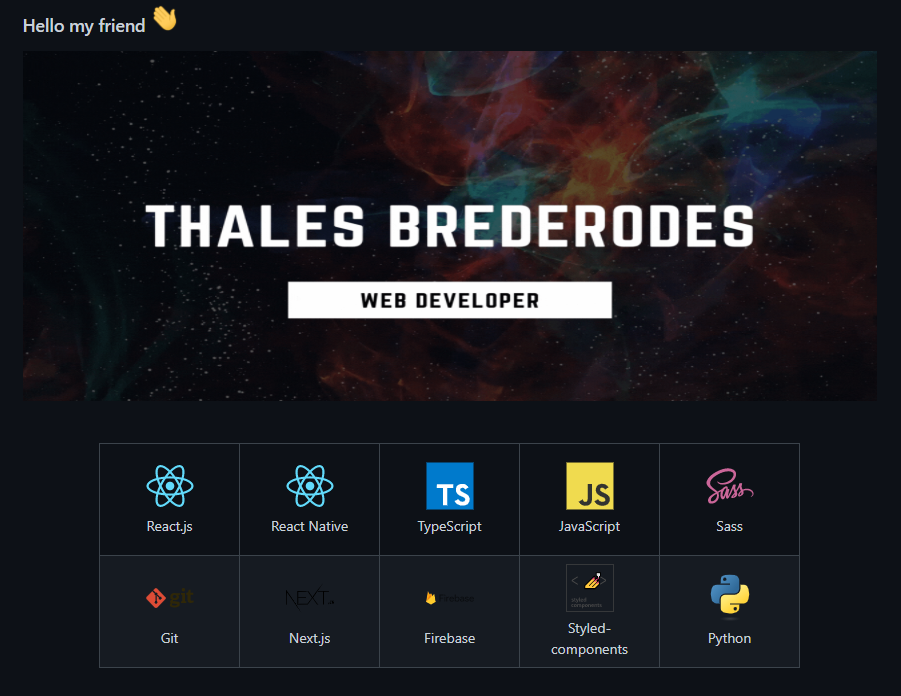 Hello my friend 👋
THALES BREDERODES
WEB DEVELOPER
TS
JS
Sass
React.js
React Native
TypeScript
JavaScript
Sass
git
NEXT.JS
Firebase
styled
components
Git
Next.js
Firebase
Styled-
components
Python